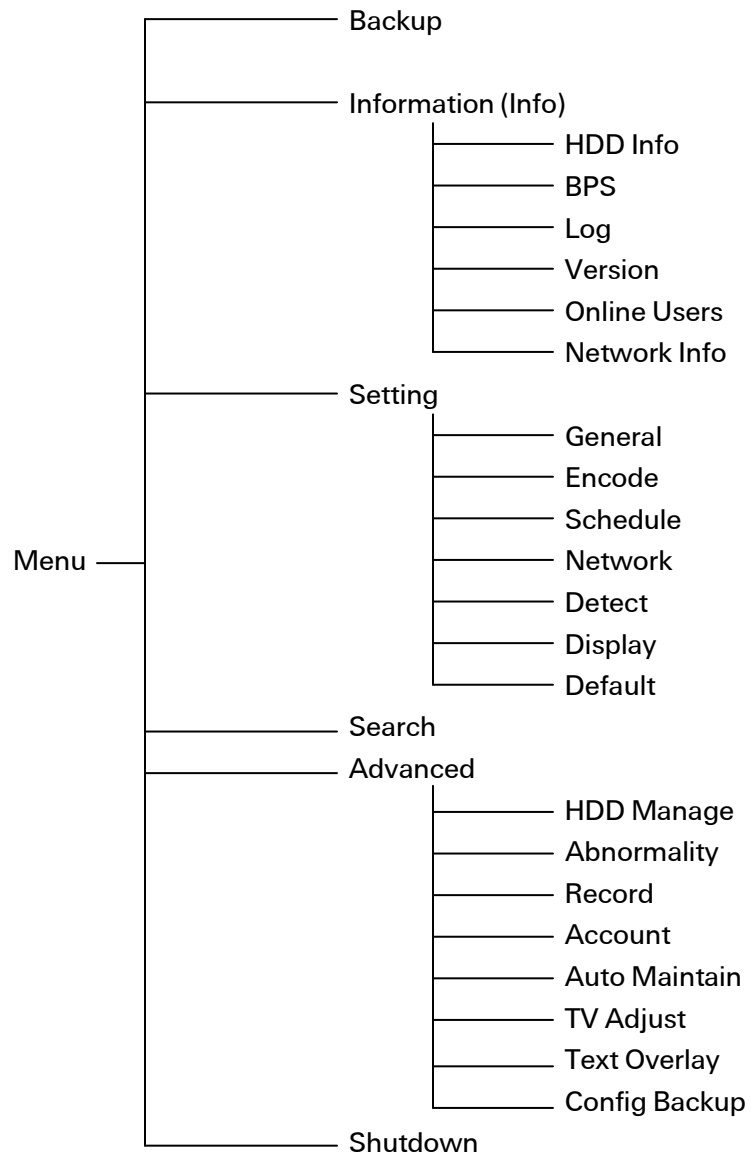 Backup
Information (Info)
HDD Info
BPS
Log
Version
Online Users
Network Info
Setting
General
Encode
Schedule
Menu
Network
Detect
Display
Default
Search
Advanced
HDD Manage
Abnormality
Record
Account
Auto Maintain
TV Adjust
Text Overlay
Config Backup
Shutdown